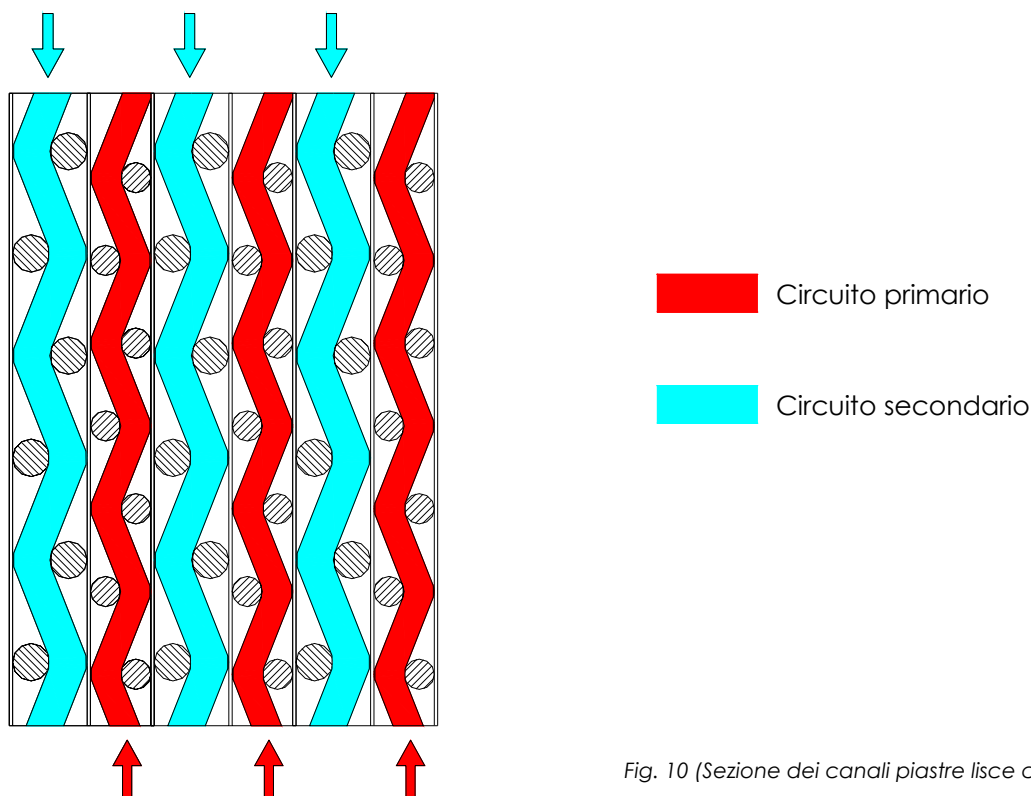 Circuito primario
Circuito secondario
Fig. 10 (Sezione dei canali piastre lisce